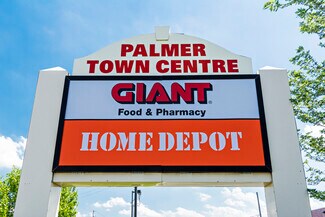 PALMER
TOWN CENTRE
GIANT
Food & Pharmacy
HOME DEPOT